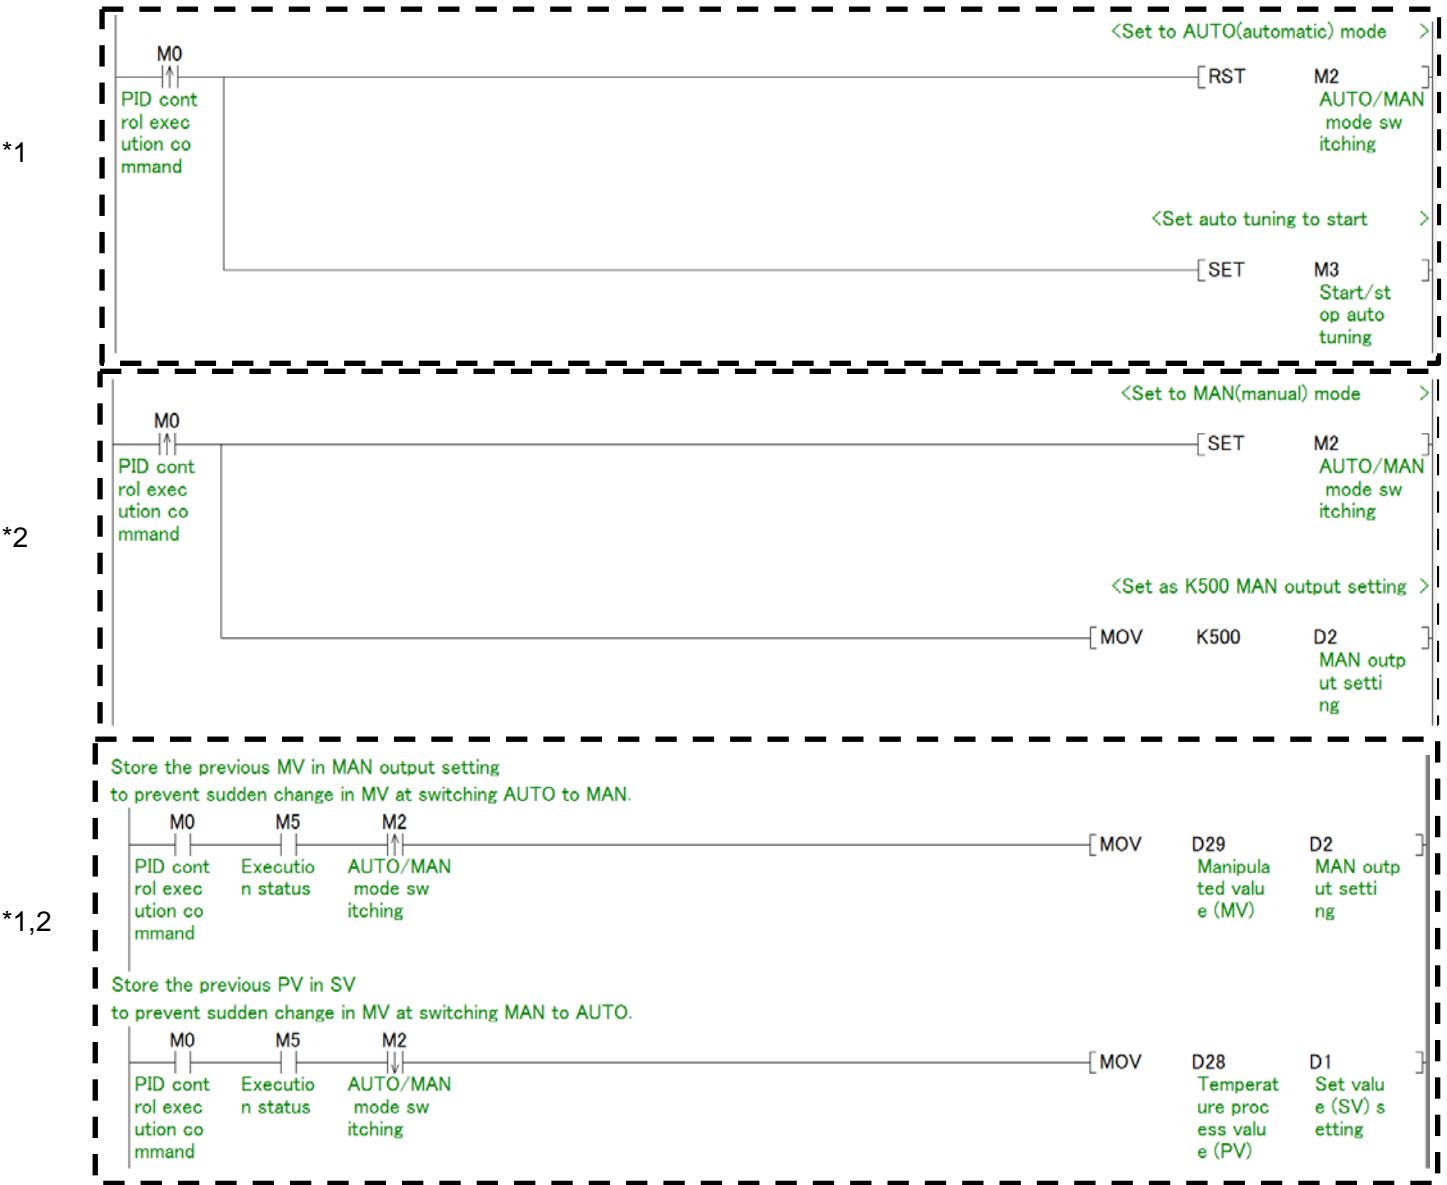 <Set to AUTO(automatic) mode >
M0
RST M2
PID cont
rol exec
ution co
mmand
AUTO/MAN
mode sw
itching
*1
<Set auto tuning to start >
SET M3
Start/st
op auto
tuning
<Set to MAN(manual) mode >
M0
SET M2
PID cont
rol exec
ution co
mmand
AUTO/MAN
mode sw
itching
*2
<Set as K500 MAN output setting >
MOV K500 D2
MAN outp
ut setti
ng
Store the previous MV in MAN output setting
to prevent sudden change in MV at switching AUTO to MAN.
M0 M5 M2
MOV D29 D2
PID cont Executio AUTO/MAN Manipula MAN outp
rol exec n status mode sw ted valu ut setti
ution co itching e (MV) ng
mmand
*1,2
Store the previous PV in SV
to prevent sudden change in MV at switching MAN to AUTO.
M0 M5 M2
MOV D28 D1
PID cont Executio AUTO/MAN Temperat Set valu
rol exec n status mode sw ure proc e (SV) s
ution co itching ess valu etting
mmand e (PV)